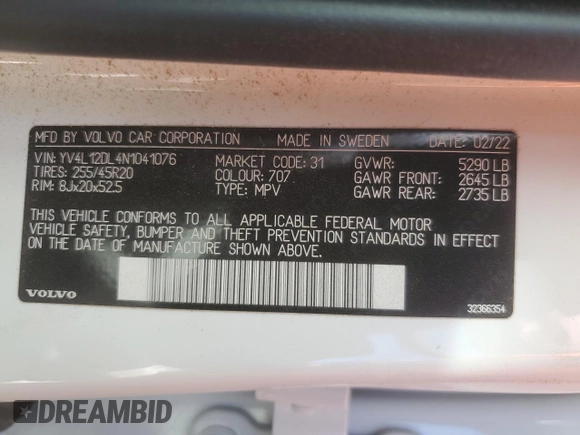 MFD BY VOLVO CAR CORPORATION MADE IN SWEDEN DATE: 02/22
VIN: YV4L12DL4N1041076 MARKET CODE: 31 GVWR: 5290 LB
TIRES: 255/45R20 COLOUR: 707 GAWR FRONT: 2645 LB
RIM: 8Jx20x52.5 TYPE: MPV GAWR REAR: 2735 LB
THIS VEHICLE CONFORMS TO ALL APPLICABLE FEDERAL MOTOR
VEHICLE SAFETY, BUMPER AND THEFT PREVENTION STANDARDS IN EFFECT
ON THE DATE OF MANUFACTURE SHOWN ABOVE.
VOLVO 32366354
DREAMBID